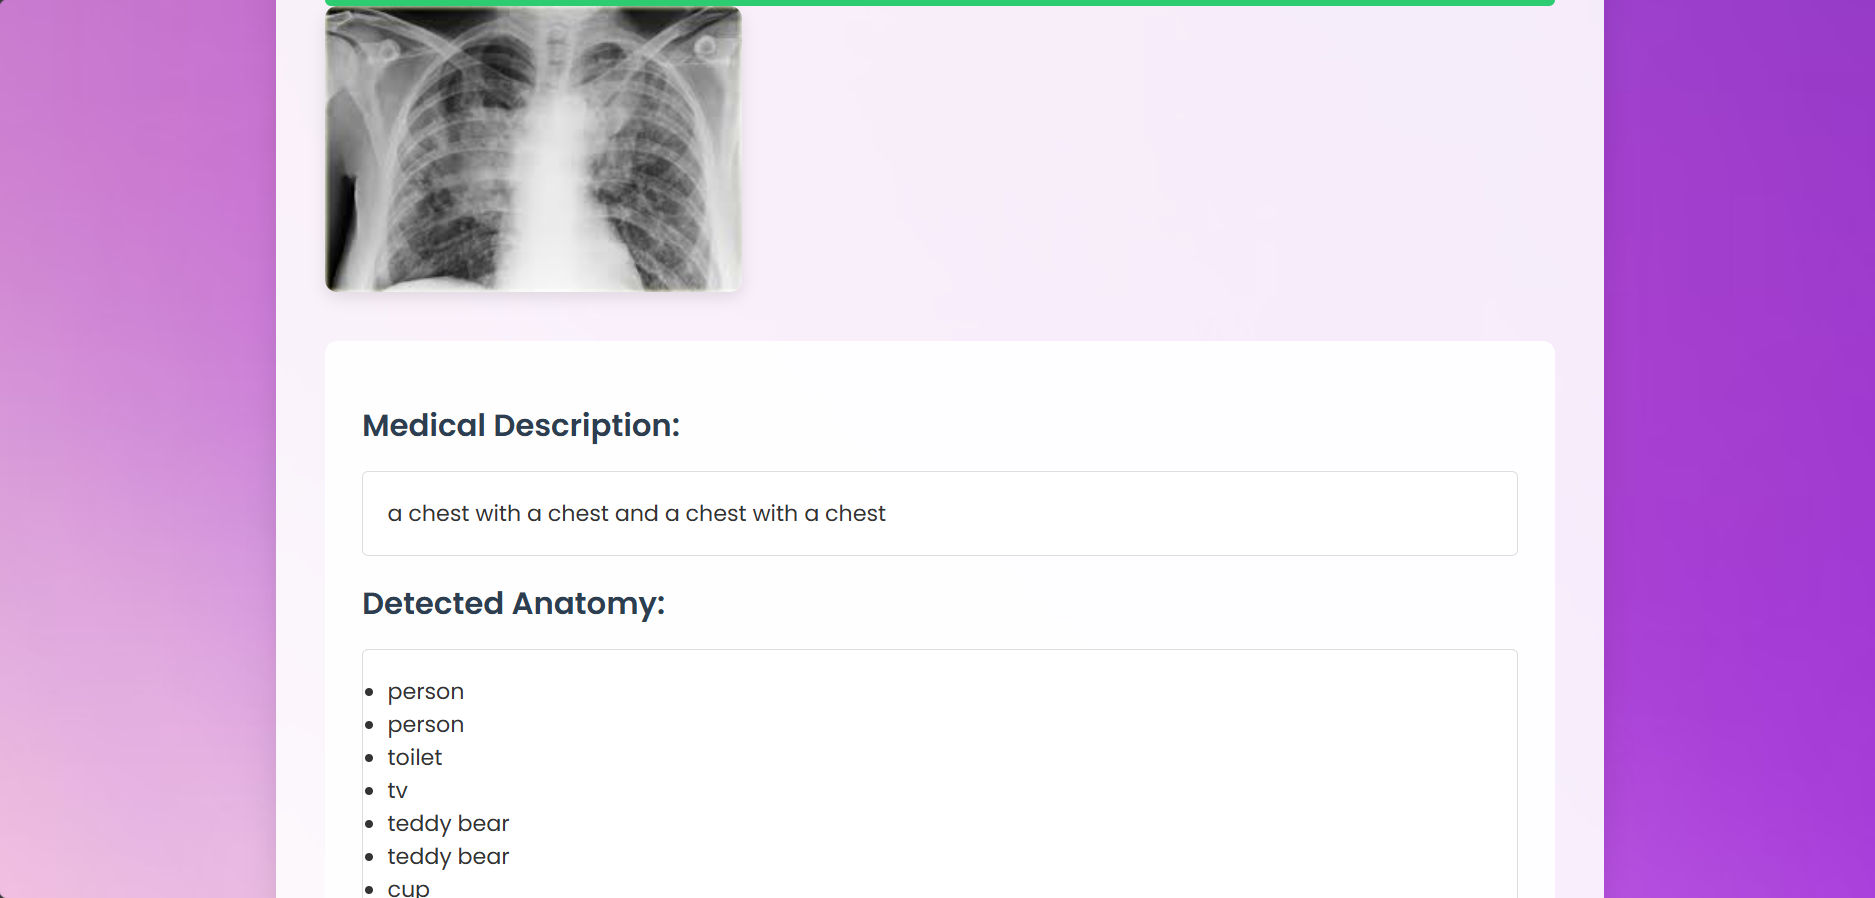 Medical Description:
a chest with a chest and a chest with a chest
Detected Anatomy:
person
person
toilet
tv
teddy bear
teddy bear
cup